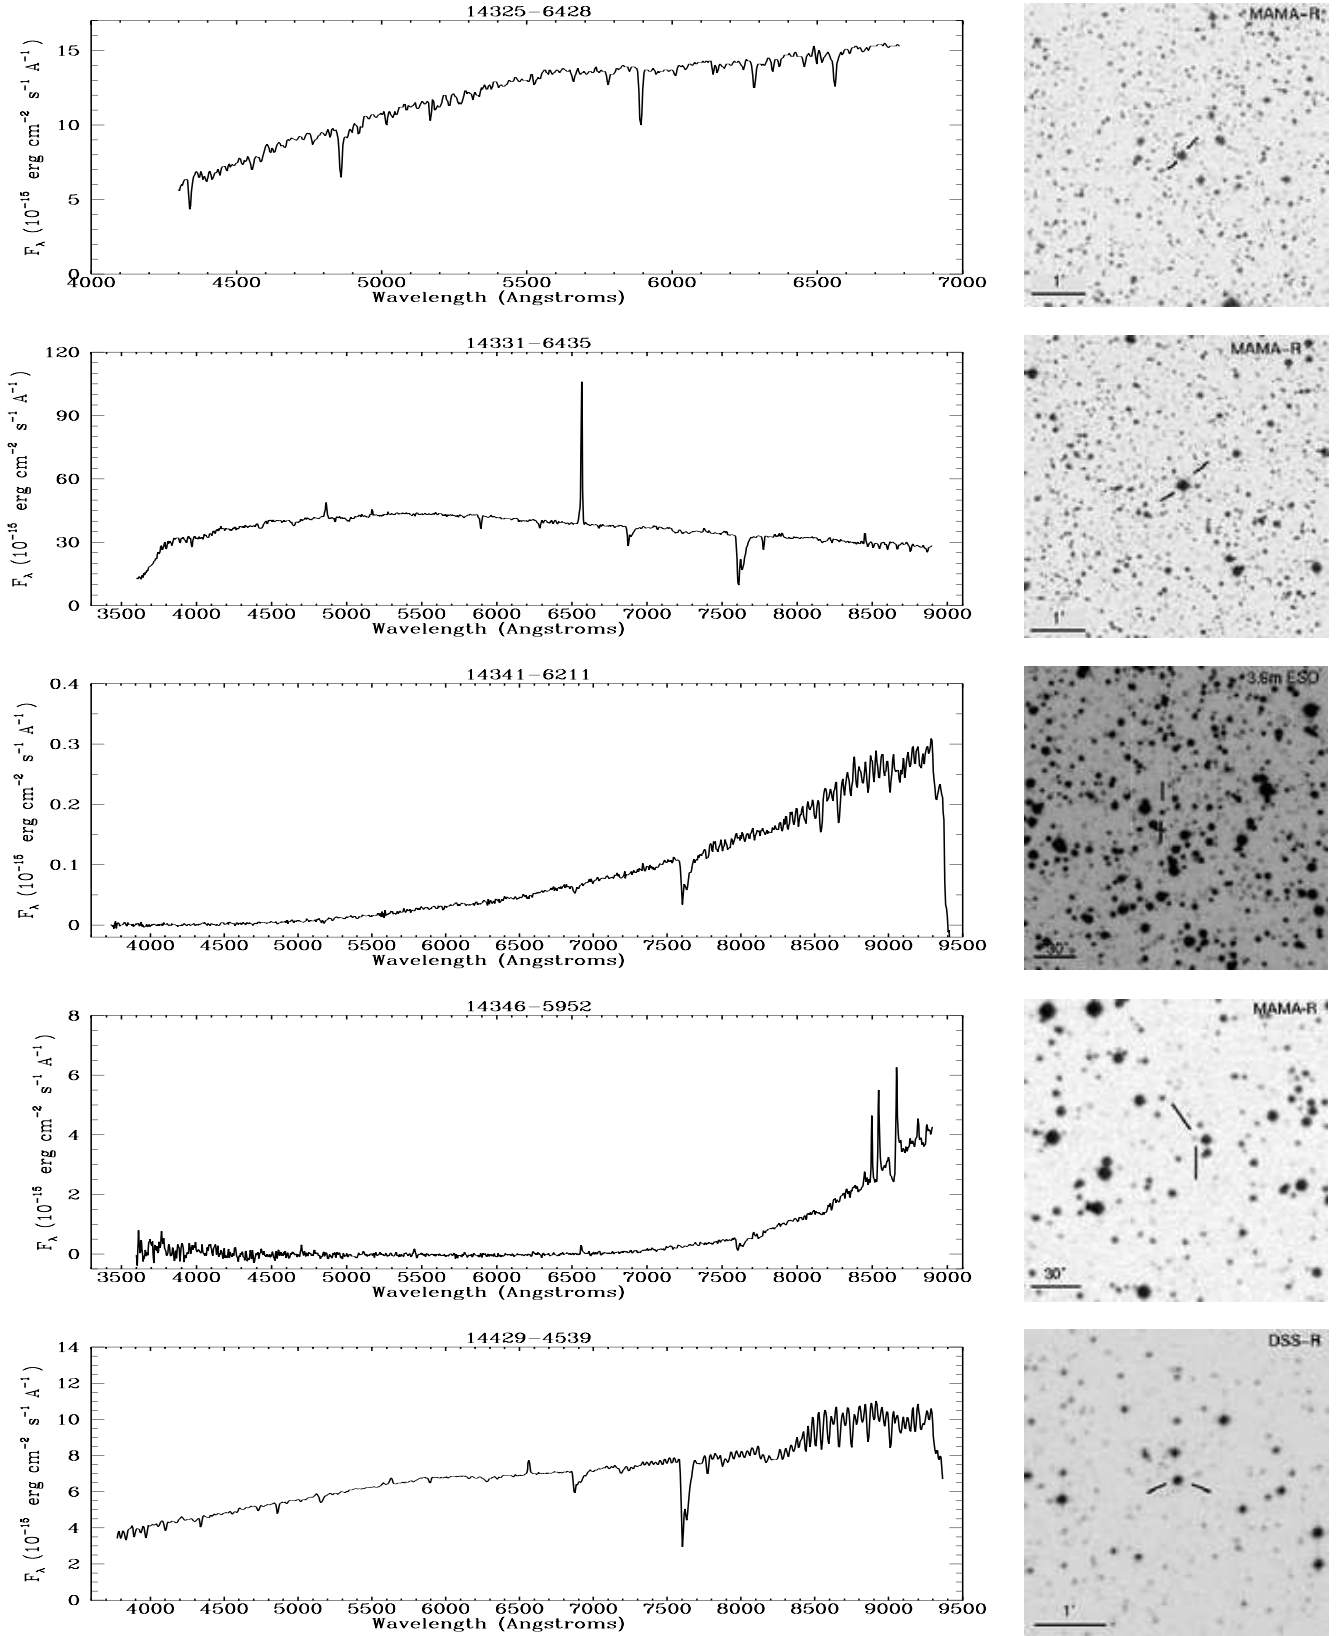 14325-6428
MAMA-R
F_λ (10^-15 erg cm^-2 s^-1 A^-1)
15
10
5
0
4000 4500 5000 5500 6000 6500 7000
Wavelength (Angstroms)
1'
14331-6435
MAMA-R
F_λ (10^-15 erg cm^-2 s^-1 A^-1)
120
90
60
30
0
3500 4000 4500 5000 5500 6000 6500 7000 7500 8000 8500 9000
Wavelength (Angstroms)
1'
14341-6211
3.6m ESO
F_λ (10^-15 erg cm^-2 s^-1 A^-1)
0.4
0.3
0.2
0.1
0
4000 4500 5000 5500 6000 6500 7000 7500 8000 8500 9000 9500
Wavelength (Angstroms)
30"
14346-5952
MAMA-R
F_λ (10^-15 erg cm^-2 s^-1 A^-1)
8
6
4
2
0
3500 4000 4500 5000 5500 6000 6500 7000 7500 8000 8500 9000
Wavelength (Angstroms)
30"
14429-4539
DSS-R
F_λ (10^-15 erg cm^-2 s^-1 A^-1)
14
12
10
8
6
4
2
0
4000 4500 5000 5500 6000 6500 7000 7500 8000 8500 9000 9500
Wavelength (Angstroms)
1'